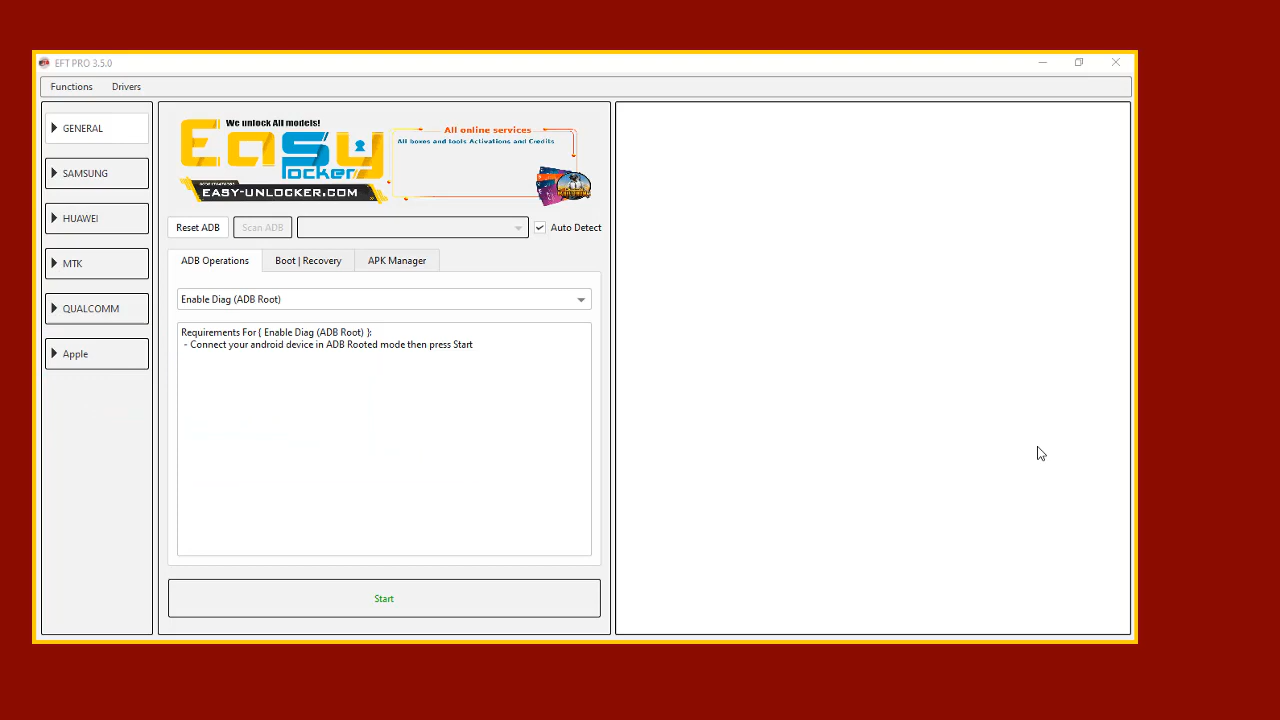 EFT PRO 3.5.0
Functions Drivers
GENERAL
SAMSUNG
HUAWEI
MTK
QUALCOMM
Apple
We unlock All models!
Easy
locker
EASY-UNLOCKER.COM
All online services
All boxes and tools Activations and Credits
Reset ADB Scan ADB Auto Detect
ADB Operations Boot | Recovery APK Manager
Enable Diag (ADB Root)
Requirements For { Enable Diag (ADB Root) }:
- Connect your android device in ADB Rooted mode then press Start
Start